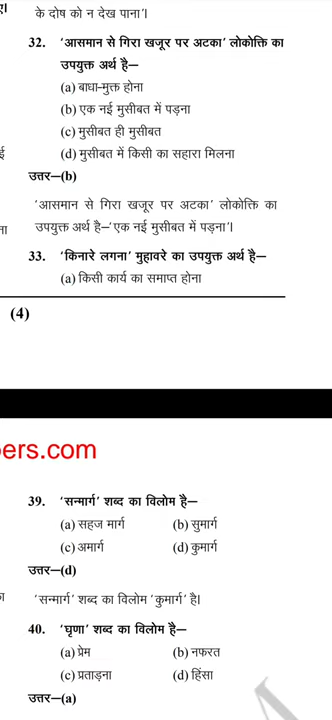 के दोष को न देख पाना'।
32. 'आसमान से गिरा खजूर पर अटका' लोकोक्ति का
उपयुक्त अर्थ है—
(a) बाधा-मुक्त होना
(b) एक नई मुसीबत में पड़ना
(c) मुसीबत ही मुसीबत
(d) मुसीबत में किसी का सहारा मिलना
उत्तर—(b)
'आसमान से गिरा खजूर पर अटका' लोकोक्ति का
उपयुक्त अर्थ है—'एक नई मुसीबत में पड़ना'।
33. 'किनारे लगना' मुहावरे का उपयुक्त अर्थ है—
(a) किसी कार्य का समाप्त होना
(4)
ers.com
39. 'सन्मार्ग' शब्द का विलोम है—
(a) सहज मार्ग (b) सुमार्ग
(c) अमार्ग (d) कुमार्ग
उत्तर—(d)
'सन्मार्ग' शब्द का विलोम 'कुमार्ग' है।
40. 'घृणा' शब्द का विलोम है—
(a) प्रेम (b) नफरत
(c) प्रताड़ना (d) हिंसा
उत्तर—(a)